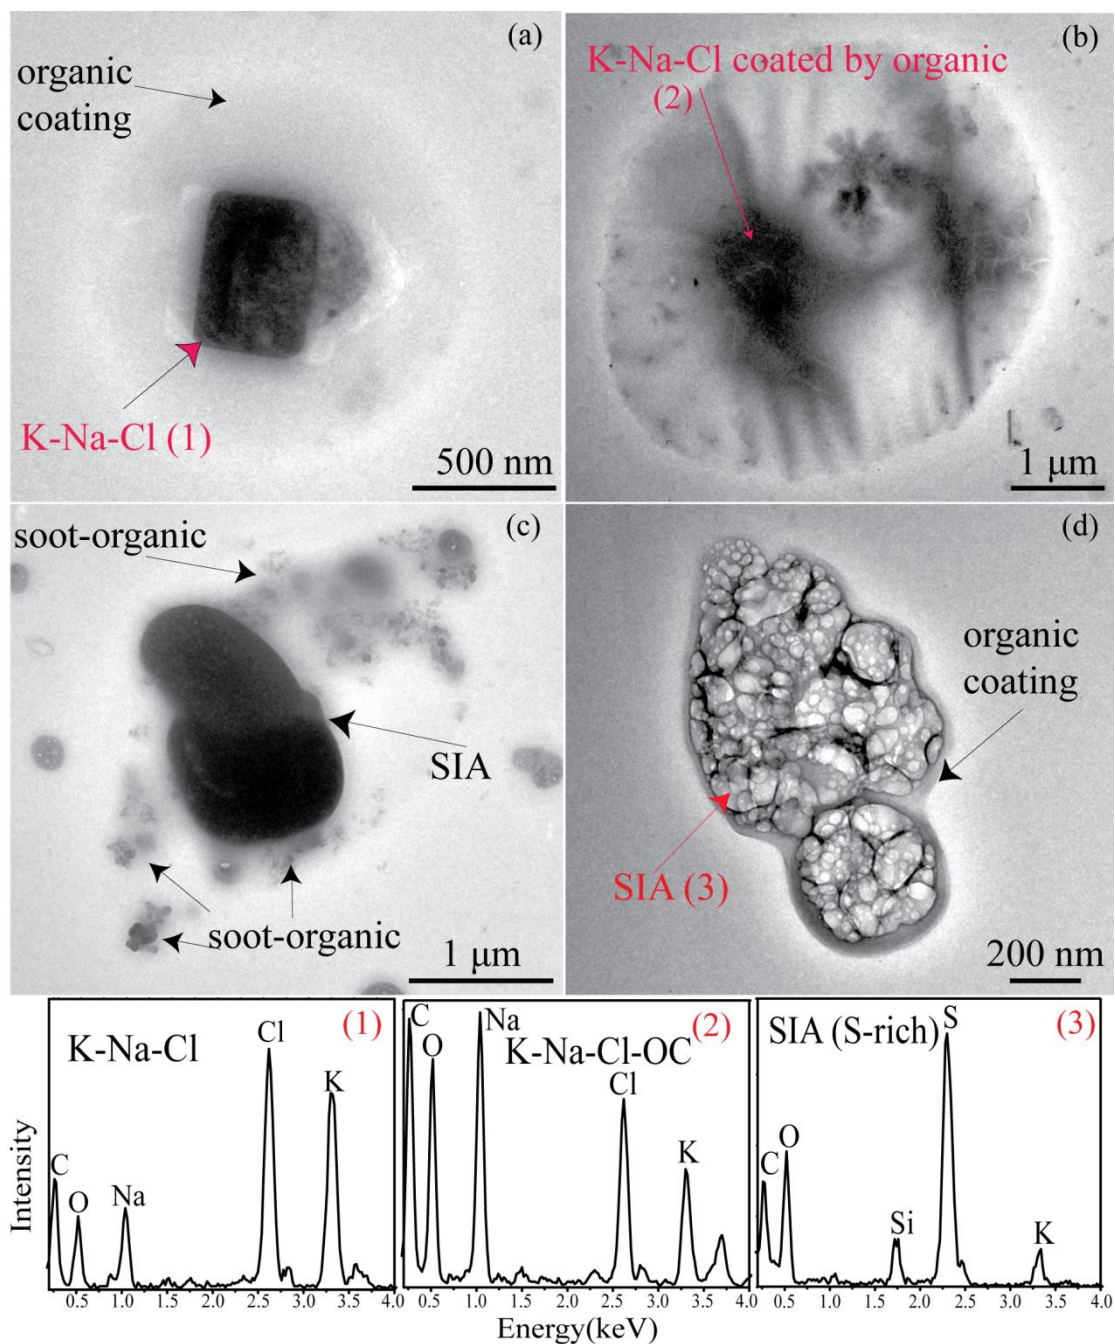 (a)
organic
coating
K-Na-Cl (1)
500 nm
(b)
K-Na-Cl coated by organic
(2)
1 μm
(c)
soot-organic
SIA
soot-organic
1 μm
(d)
organic
coating
SIA (3)
200 nm
(1)
K-Na-Cl
C
O
Na
Cl
K
Intensity
0.5 1.0 1.5 2.0 2.5 3.0 3.5
(2)
K-Na-Cl-OC
C
O
Na
Cl
K
0.5 1.0 1.5 2.0 2.5 3.0 3.5
(3)
SIA (S-rich)
C
O
Si
S
K
0.5 1.0 1.5 2.0 2.5 3.0 3.5 4.0
Energy(keV)